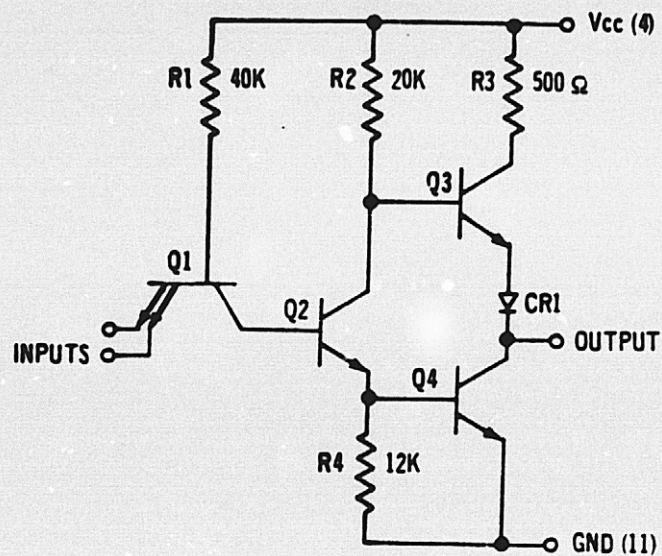 Vcc (4)
R1 40K
R2 20K
R3 500 Ω
Q3
Q1
Q2
CR1
INPUTS
OUTPUT
Q4
R4 12K
GND (11)